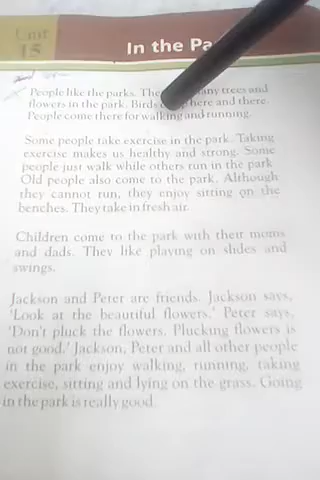 Unit
15
In the Pa
People like the parks. The any trees and
flowers in the park. Birds here and there.
People come there for walking and running.
Some people take exercise in the park. Taking
exercise makes us healthy and strong. Some
people just walk while others run in the park
Old people also come to the park. Although
they cannot run, they enjoy sitting on the
benches. They take in fresh air.
Children come to the park with their moms
and dads. They like playing on slides and
swings.
Jackson and Peter are friends. Jackson says,
'Look at the beautiful flowers.' Peter says,
'Don't pluck the flowers. Plucking flowers is
not good.' Jackson, Peter and all other people
in the park enjoy walking, running, taking
exercise, sitting and lying on the grass. Going
in the park is really good.